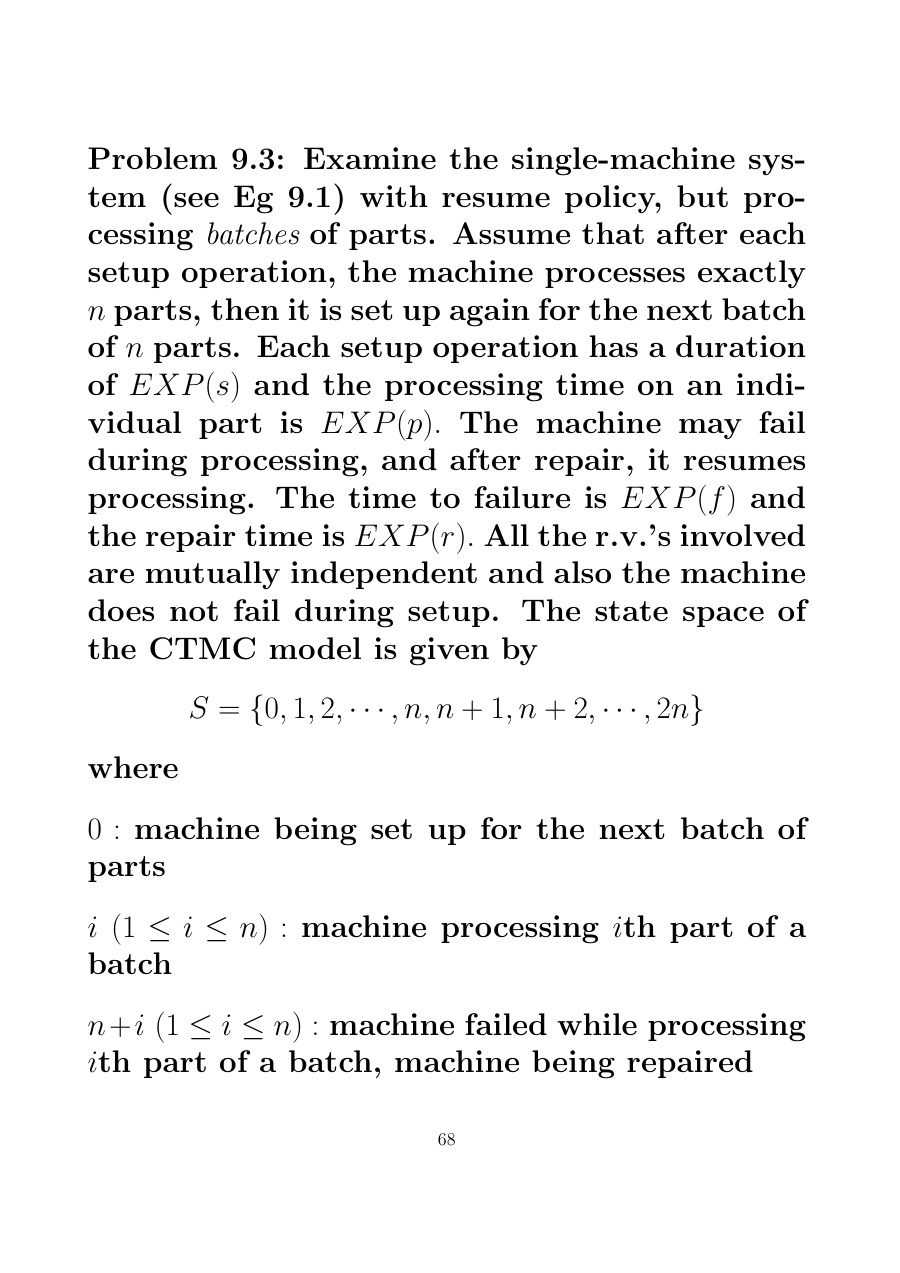 Problem 9.3: Examine the single-machine sys-
tem (see Eg 9.1) with resume policy, but pro-
cessing batches of parts. Assume that after each
setup operation, the machine processes exactly
n parts, then it is set up again for the next batch
of n parts. Each setup operation has a duration
of EXP(s) and the processing time on an indi-
vidual part is EXP(p). The machine may fail
during processing, and after repair, it resumes
processing. The time to failure is EXP(f) and
the repair time is EXP(r). All the r.v.'s involved
are mutually independent and also the machine
does not fail during setup. The state space of
the CTMC model is given by
S = {0, 1, 2, · · · , n, n + 1, n + 2, · · · , 2n}
where
0 : machine being set up for the next batch of
parts
i (1 ≤ i ≤ n) : machine processing ith part of a
batch
n+i (1 ≤ i ≤ n) : machine failed while processing
ith part of a batch, machine being repaired
68